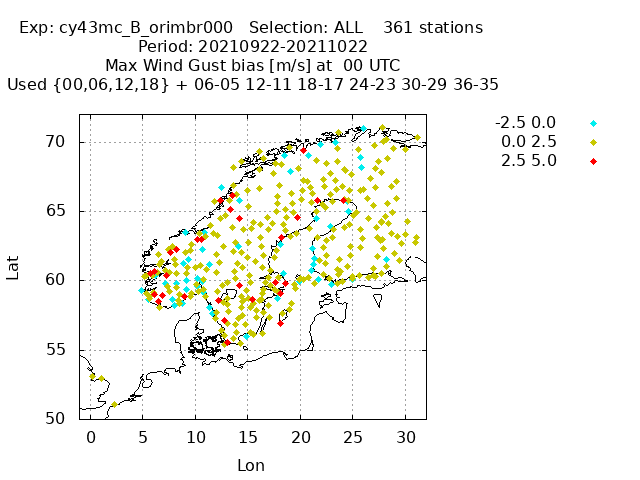 Exp: cy43mc_B_orimbr000   Selection: ALL    361 stations
Period: 20210922-20211022
Max Wind Gust bias [m/s] at  00 UTC
Used {00,06,12,18} + 06-05 12-11 18-17 24-23 30-29 36-35
-2.5 0.0
0.0 2.5
2.5 5.0
70
65
60
55
50
Lat
0 5 10 15 20 25 30
Lon